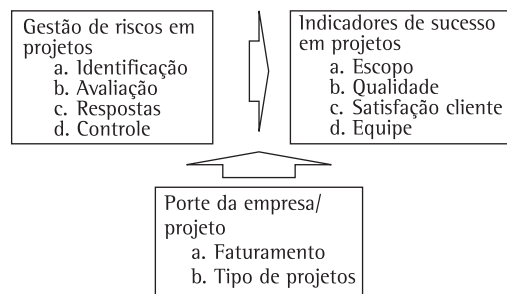 Gestão de riscos em
projetos
a. Identificação
b. Avaliação
c. Respostas
d. Controle
Indicadores de sucesso
em projetos
a. Escopo
b. Qualidade
c. Satisfação cliente
d. Equipe
Porte da empresa/
projeto
a. Faturamento
b. Tipo de projetos